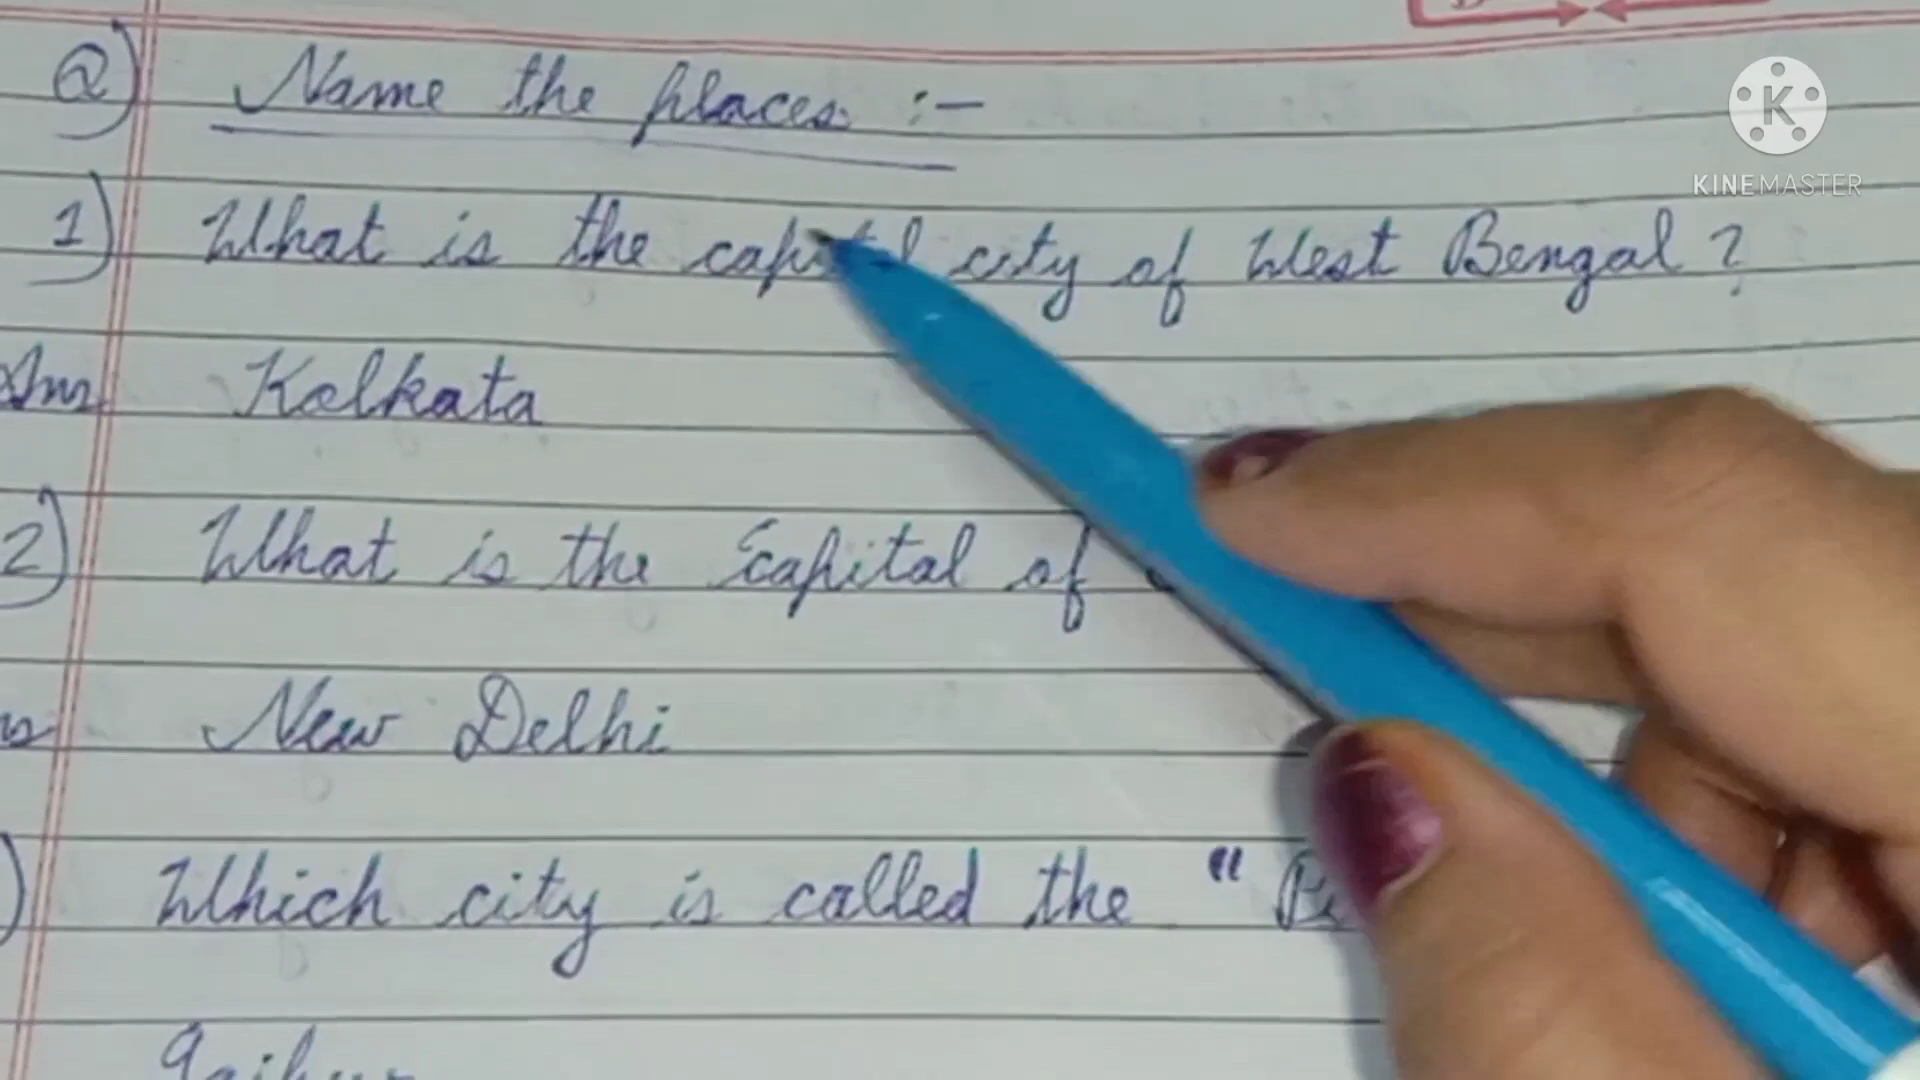 Q) Name the places :-
KINEMASTER
1) What is the capital city of West Bengal ?
Ans Kolkata
2) What is the capital of
New Delhi
) Which city is called the "
Jaipur